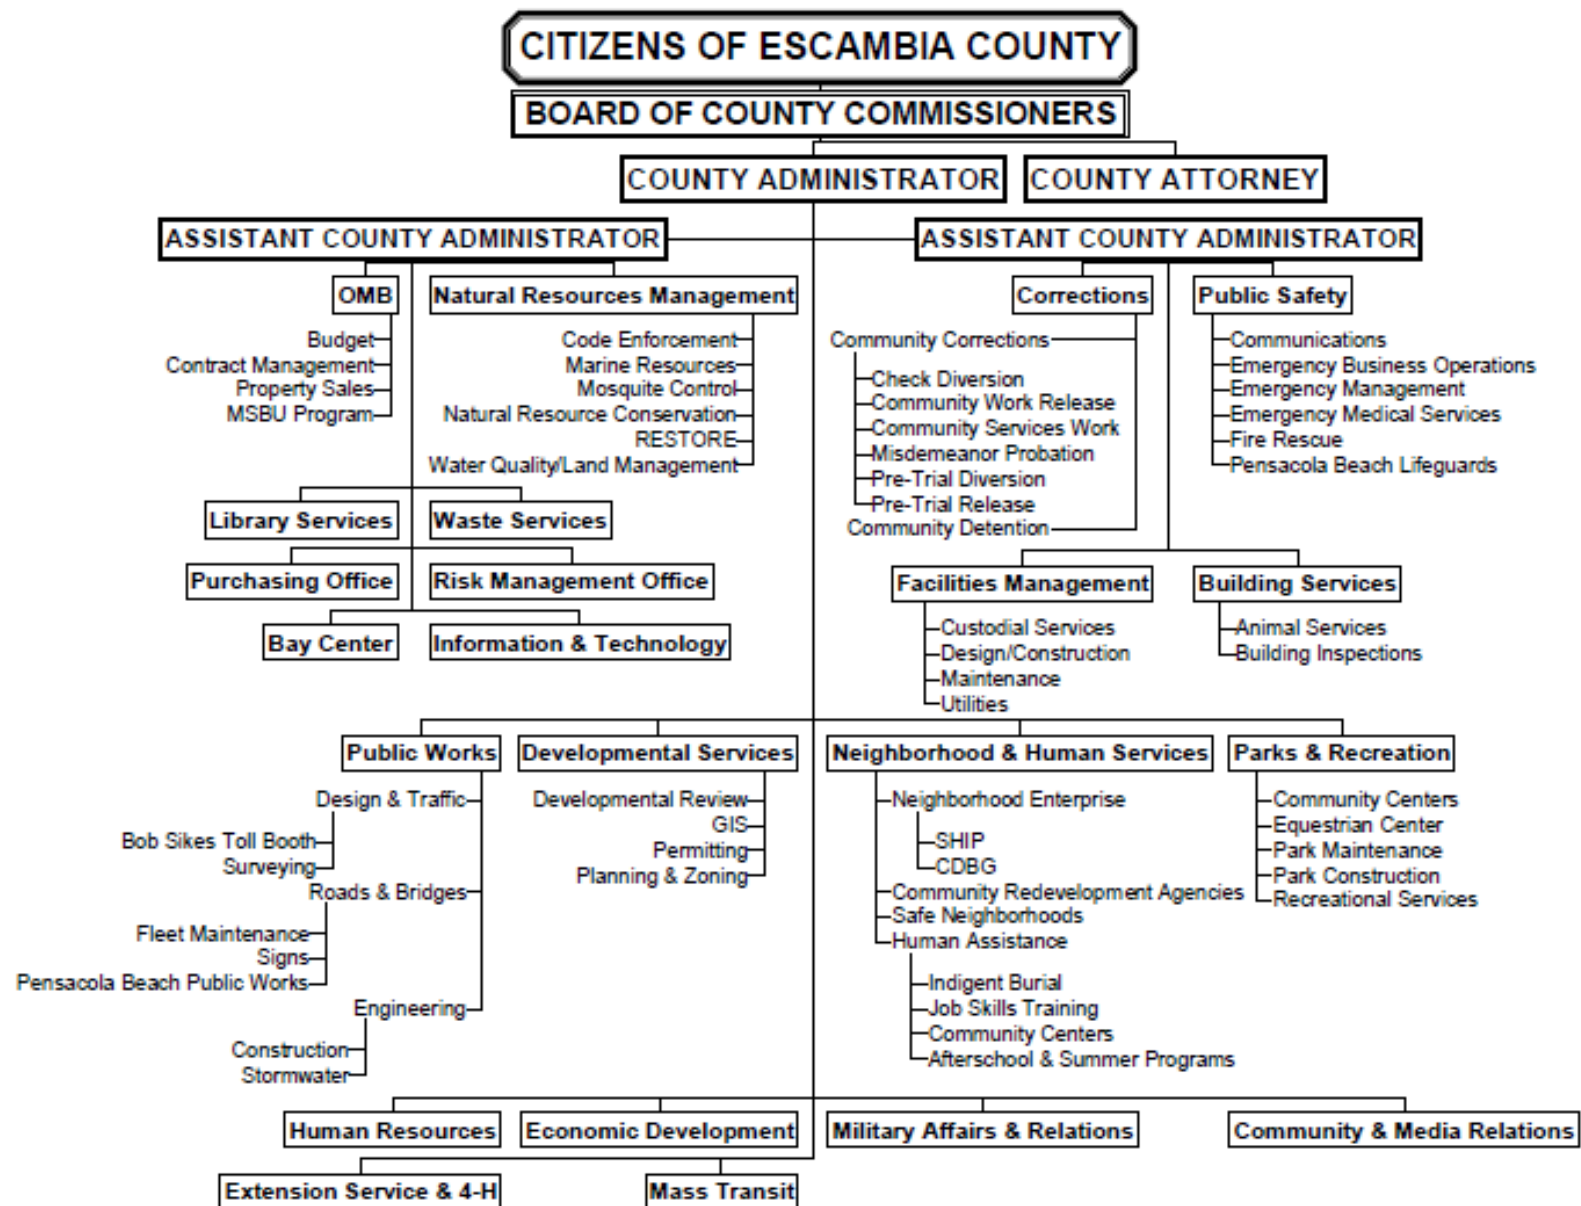 CITIZENS OF ESCAMBIA COUNTY
BOARD OF COUNTY COMMISSIONERS
COUNTY ADMINISTRATOR
COUNTY ATTORNEY
ASSISTANT COUNTY ADMINISTRATOR
OMB
Budget
Contract Management
Property Sales
MSBU Program
Natural Resources Management
Code Enforcement
Marine Resources
Mosquite Control
Natural Resource Conservation
RESTORE
Water Quality/Land Management
Library Services
Waste Services
Purchasing Office
Risk Management Office
Bay Center
Information & Technology
ASSISTANT COUNTY ADMINISTRATOR
Corrections
Community Corrections
Check Diversion
Community Work Release
Community Services Work
Misdemeanor Probation
Pre-Trial Diversion
Pre-Trial Release
Community Detention
Public Safety
Communications
Emergency Business Operations
Emergency Management
Emergency Medical Services
Fire Rescue
Pensacola Beach Lifeguards
Facilities Management
Custodial Services
Design/Construction
Maintenance
Utilities
Building Services
Animal Services
Building Inspections
Public Works
Design & Traffic
Bob Sikes Toll Booth
Surveying
Roads & Bridges
Fleet Maintenance
Signs
Pensacola Beach Public Works
Engineering
Construction
Stormwater
Developmental Services
Developmental Review
GIS
Permitting
Planning & Zoning
Neighborhood & Human Services
Neighborhood Enterprise
SHIP
CDBG
Community Redevelopment Agencies
Safe Neighborhoods
Human Assistance
Indigent Burial
Job Skills Training
Community Centers
Afterschool & Summer Programs
Parks & Recreation
Community Centers
Equestrian Center
Park Maintenance
Park Construction
Recreational Services
Human Resources
Economic Development
Military Affairs & Relations
Community & Media Relations
Extension Service & 4-H
Mass Transit